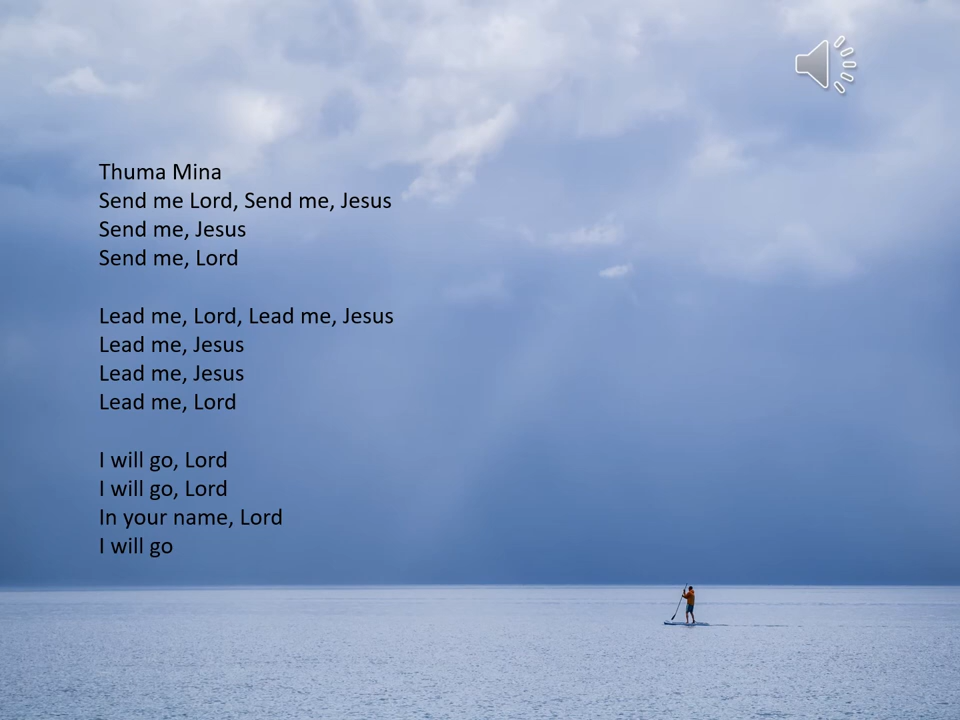 Thuma Mina
Send me Lord, Send me, Jesus
Send me, Jesus
Send me, Lord
Lead me, Lord, Lead me, Jesus
Lead me, Jesus
Lead me, Jesus
Lead me, Lord
I will go, Lord
I will go, Lord
In your name, Lord
I will go